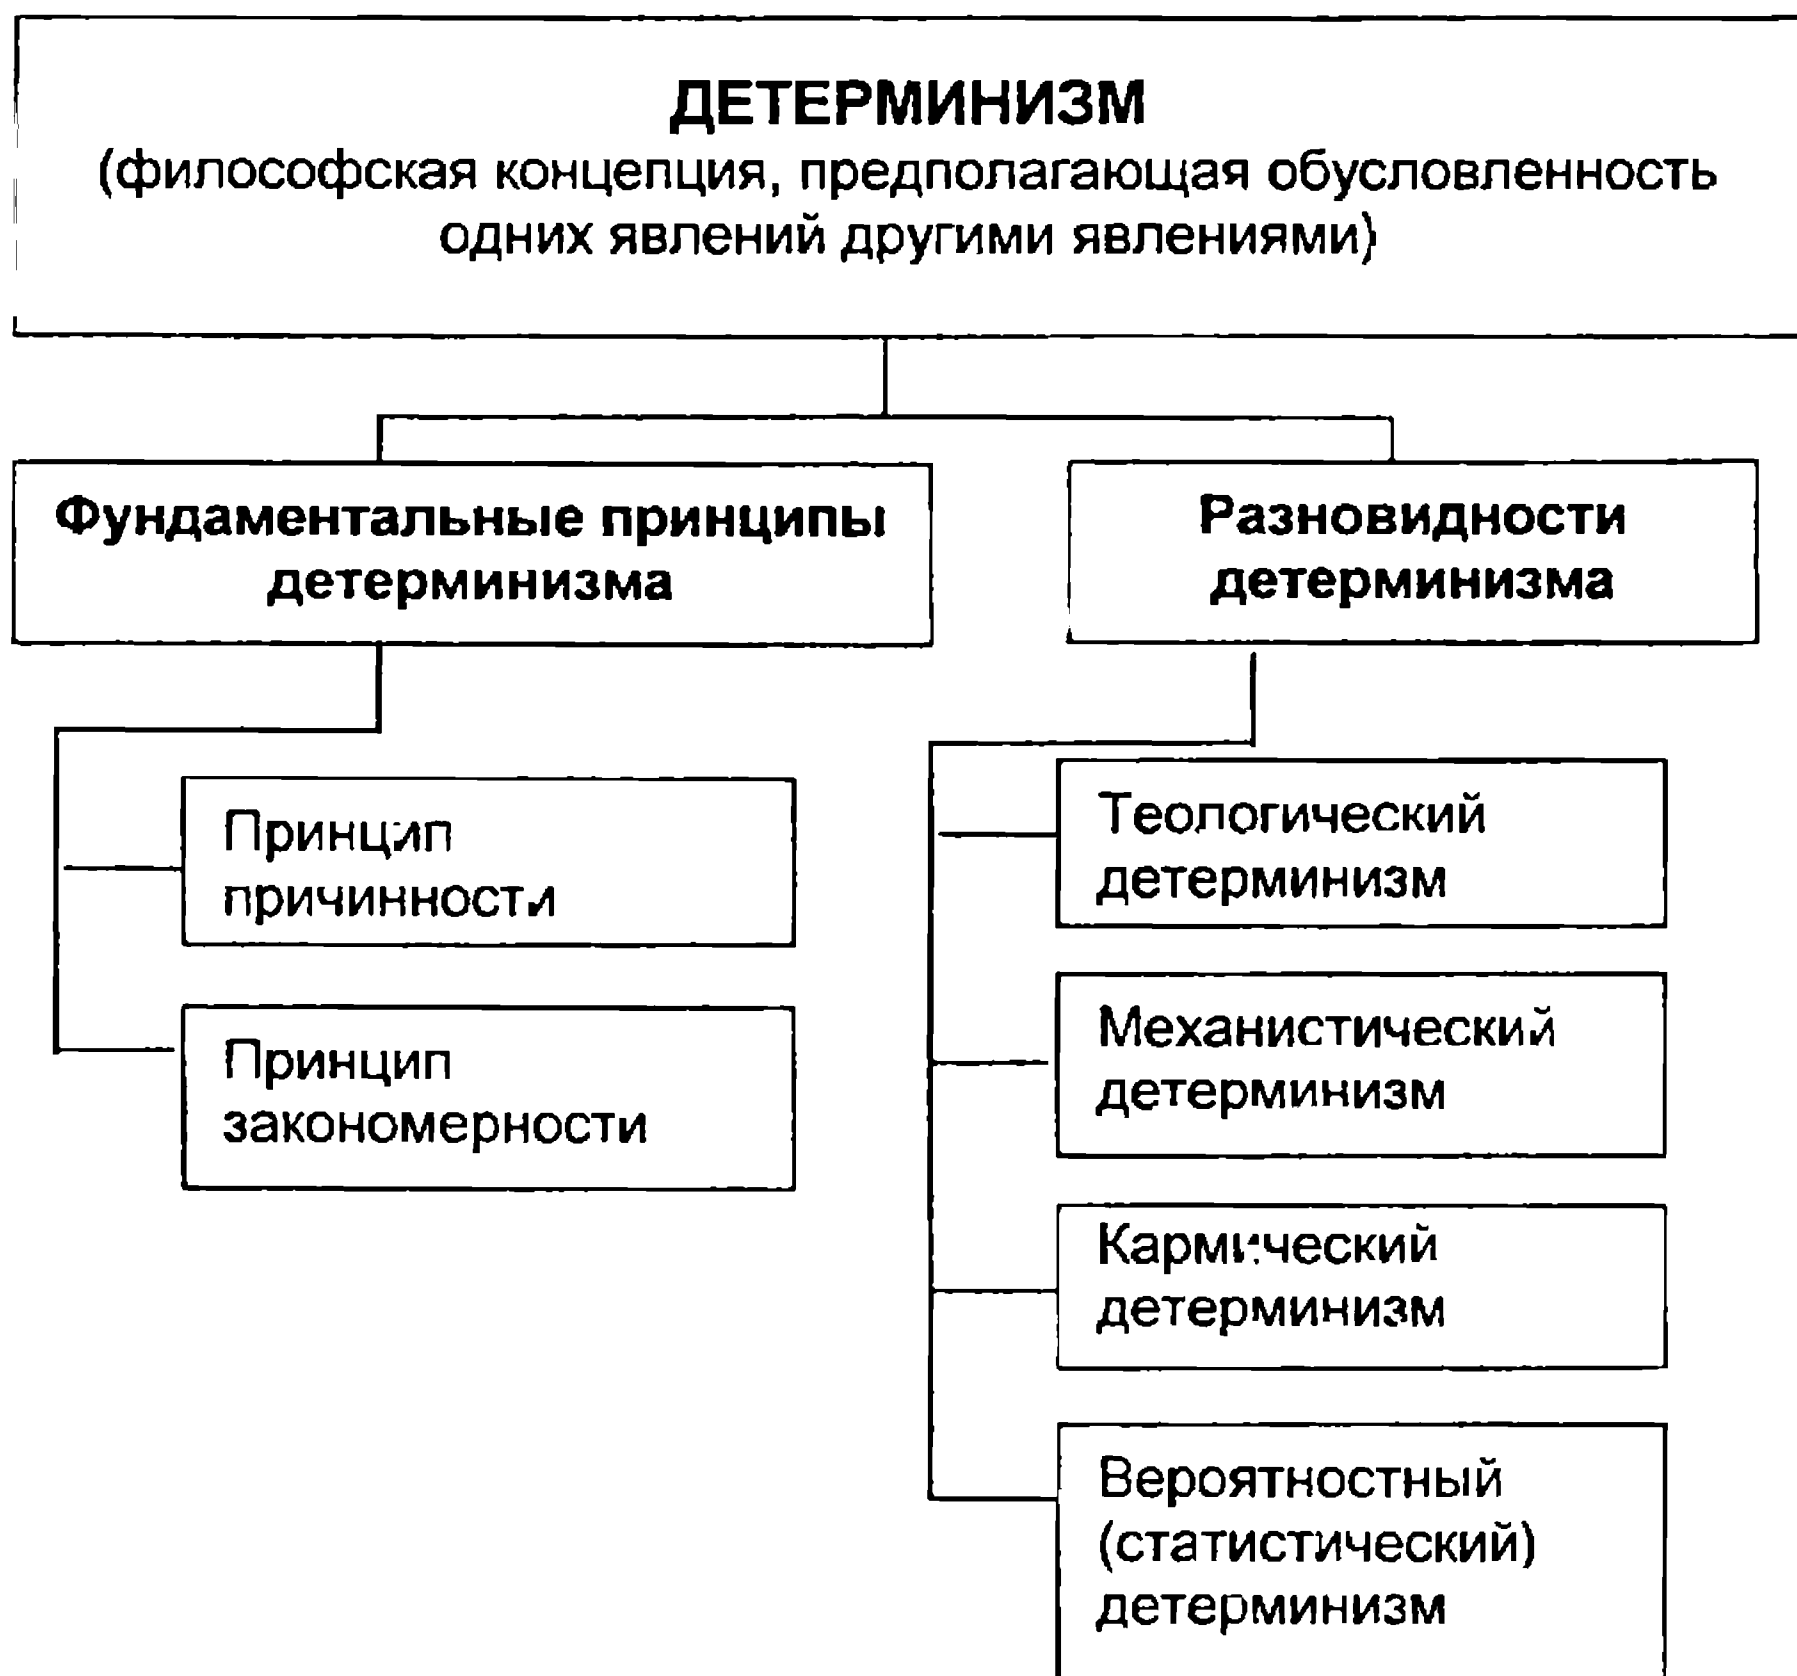 ДЕТЕРМИНИЗМ
(философская концепция, предполагающая обусловленность
одних явлений другими явлениями)
Фундаментальные принципы
детерминизма
Разновидности
детерминизма
Принцип
причинности
Принцип
закономерности
Теологический
детерминизм
Механистический
детерминизм
Кармический
детерминизм
Вероятностный
(статистический)
детерминизм